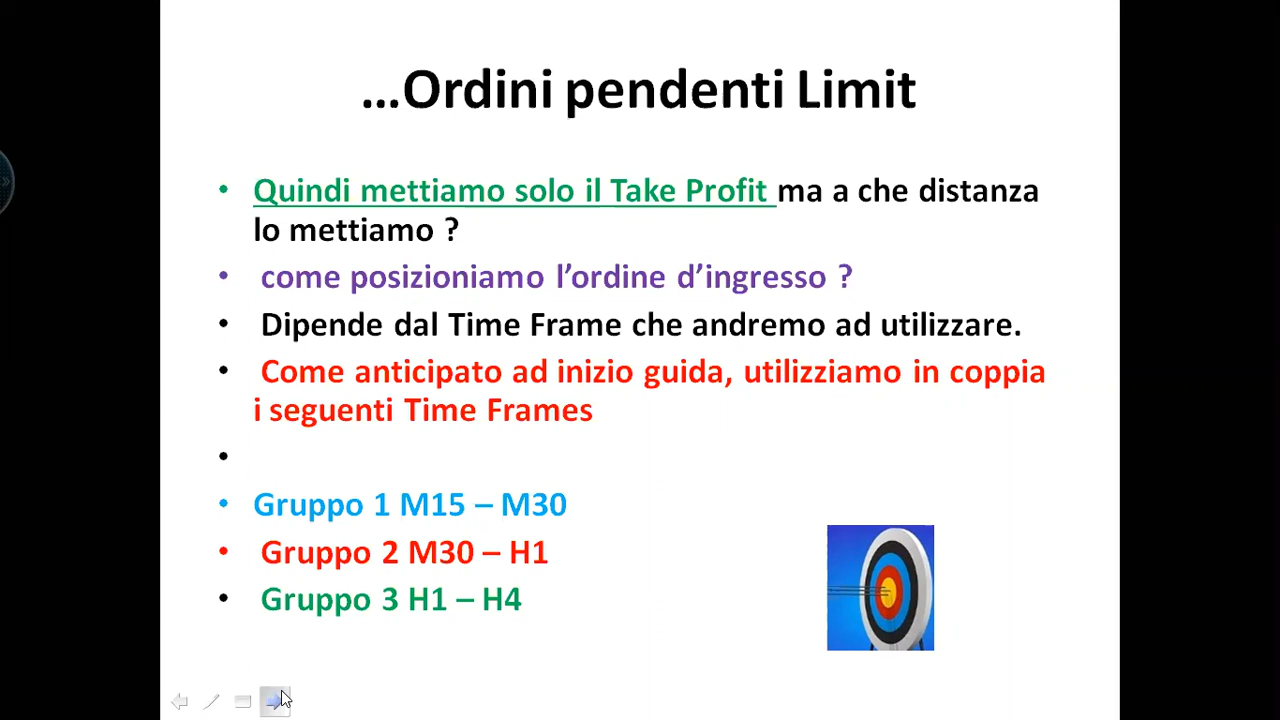 ...Ordini pendenti Limit
• Quindi mettiamo solo il Take Profit ma a che distanza
lo mettiamo ?
• come posizioniamo l’ordine d’ingresso ?
• Dipende dal Time Frame che andremo ad utilizzare.
• Come anticipato ad inizio guida, utilizziamo in coppia
i seguenti Time Frames
•
• Gruppo 1 M15 – M30
• Gruppo 2 M30 – H1
• Gruppo 3 H1 – H4